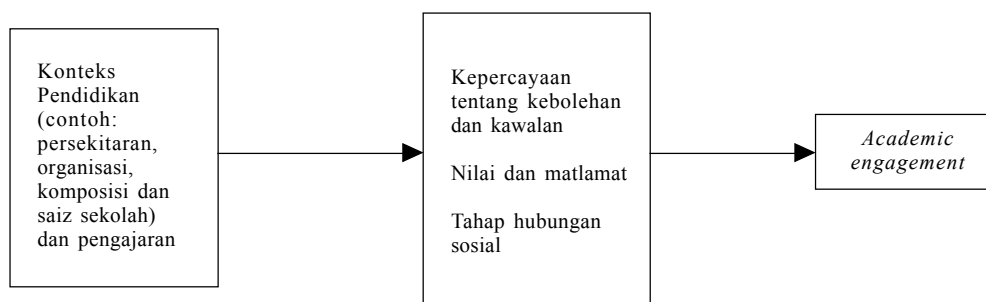 Konteks
Pendidikan
(contoh:
persekitaran,
organisasi,
komposisi dan
saiz sekolah)
dan pengajaran
Kepercayaan
tentang kebolehan
dan kawalan
Nilai dan matlamat
Tahap hubungan
sosial
Academic
engagement